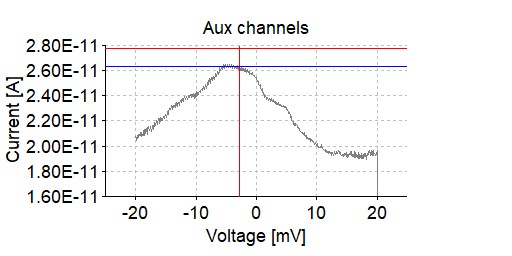 Aux channels
2.80E-11
2.60E-11
2.40E-11
2.20E-11
2.00E-11
1.80E-11
1.60E-11
Current [A]
-20 -10 0 10 20
Voltage [mV]